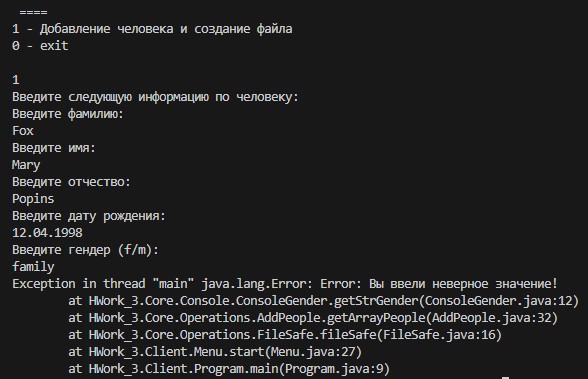 ====
1 - Добавление человека и создание файла
0 - exit
1
Введите следующую информацию по человеку:
Введите фамилию:
Fox
Введите имя:
Mary
Введите отчество:
Popins
Введите дату рождения:
12.04.1998
Введите гендер (f/m):
family
Exception in thread "main" java.lang.Error: Error: Вы ввели неверное значение!
at HWork_3.Core.Console.ConsoleGender.getStrGender(ConsoleGender.java:12)
at HWork_3.Core.Operations.AddPeople.getArrayPeople(AddPeople.java:32)
at HWork_3.Core.Operations.FileSafe.fileSafe(FileSafe.java:16)
at HWork_3.Client.Menu.start(Menu.java:27)
at HWork_3.Client.Program.main(Program.java:9)